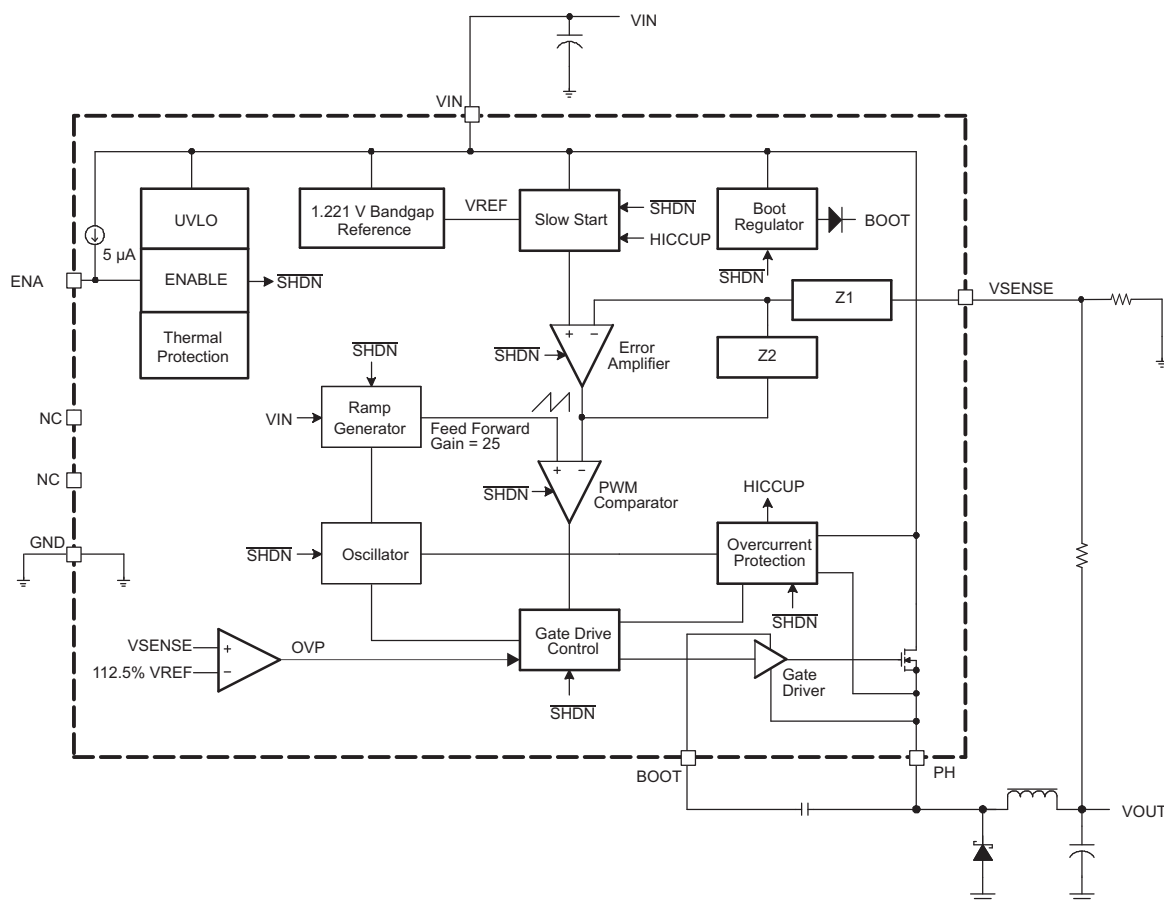 VIN
VIN
UVLO
5 µA
ENA
ENABLE
SHDN
Thermal
Protection
1.221 V Bandgap
Reference
VREF
Slow Start
SHDN
HICCUP
Boot
Regulator
BOOT
SHDN
Z1
VSENSE
Z2
+
−
SHDN
Error
Amplifier
SHDN
NC
VIN
Ramp
Generator
Feed Forward
Gain = 25
NC
+
−
SHDN
PWM
Comparator
HICCUP
GND
SHDN
Oscillator
Overcurrent
Protection
SHDN
VSENSE
+
112.5% VREF
−
OVP
Gate Drive
Control
SHDN
Gate
Driver
BOOT
PH
VOUT